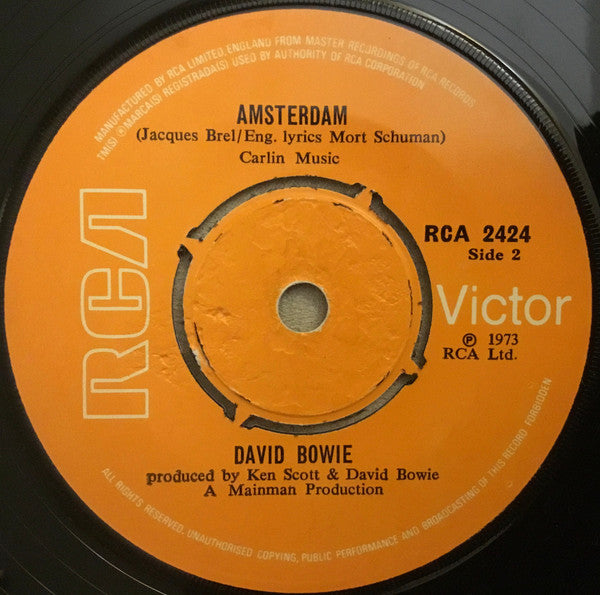 MANUFACTURED BY RCA LIMITED, ENGLAND FROM MASTER RECORDINGS OF RCA RECORDS
TM(S) ® MARCA(S) REGISTRADA(S) USED BY AUTHORITY OF RCA CORPORATION
AMSTERDAM
(Jacques Brel/Eng. lyrics Mort Schuman)
Carlin Music
RCA
RCA 2424
Side 2
Victor
℗ 1973
RCA Ltd.
DAVID BOWIE
produced by Ken Scott & David Bowie
A Mainman Production
ALL RIGHTS RESERVED. UNAUTHORISED COPYING, PUBLIC PERFORMANCE AND BROADCASTING OF THIS RECORD FORBIDDEN